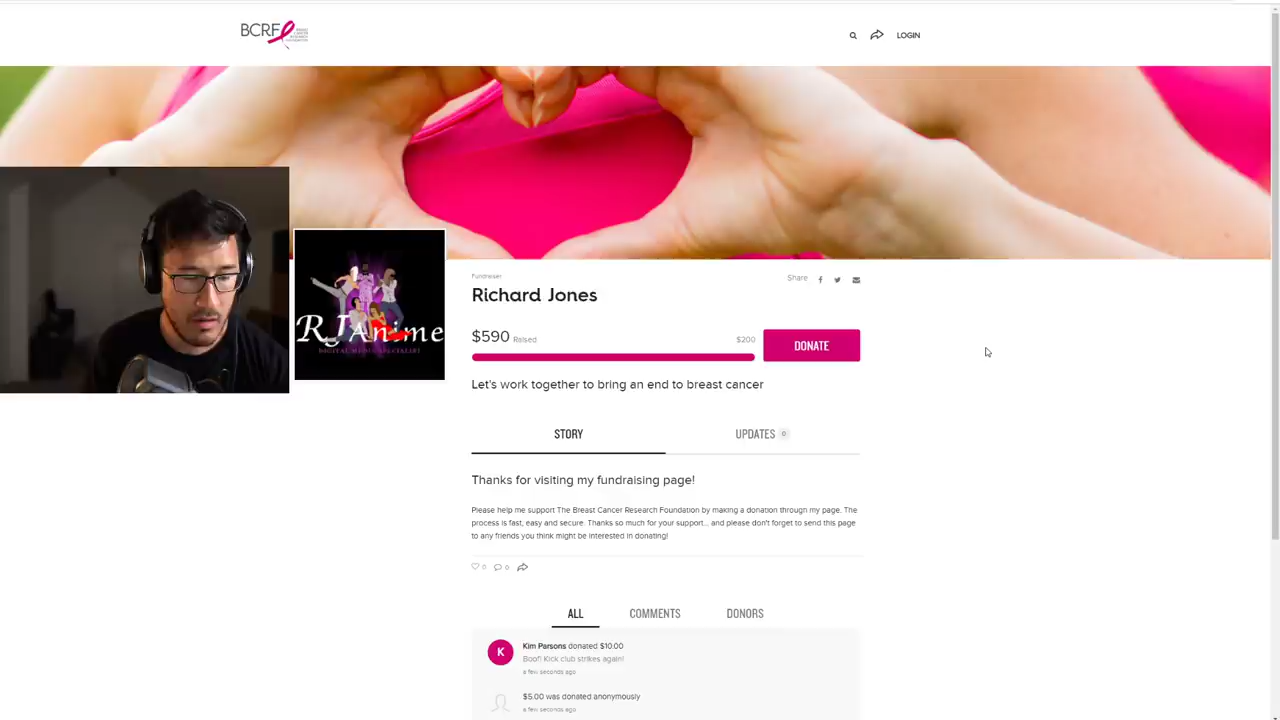 BCRF
LOGIN
RJAnime
Fundraiser
Richard Jones
Share
$590 Raised
$200
DONATE
Let's work together to bring an end to breast cancer
STORY
UPDATES 0
Thanks for visiting my fundraising page!
Please help me support The Breast Cancer Research Foundation by making a donation through my page. The
process is fast, easy and secure. Thanks so much for your support... and please don't forget to send this page
to any friends you think might be interested in donating!
0 0
ALL
COMMENTS
DONORS
K
Kim Parsons donated $10.00
Boof! Kick club strikes again!
a few seconds ago
$5.00 was donated anonymously
a few seconds ago